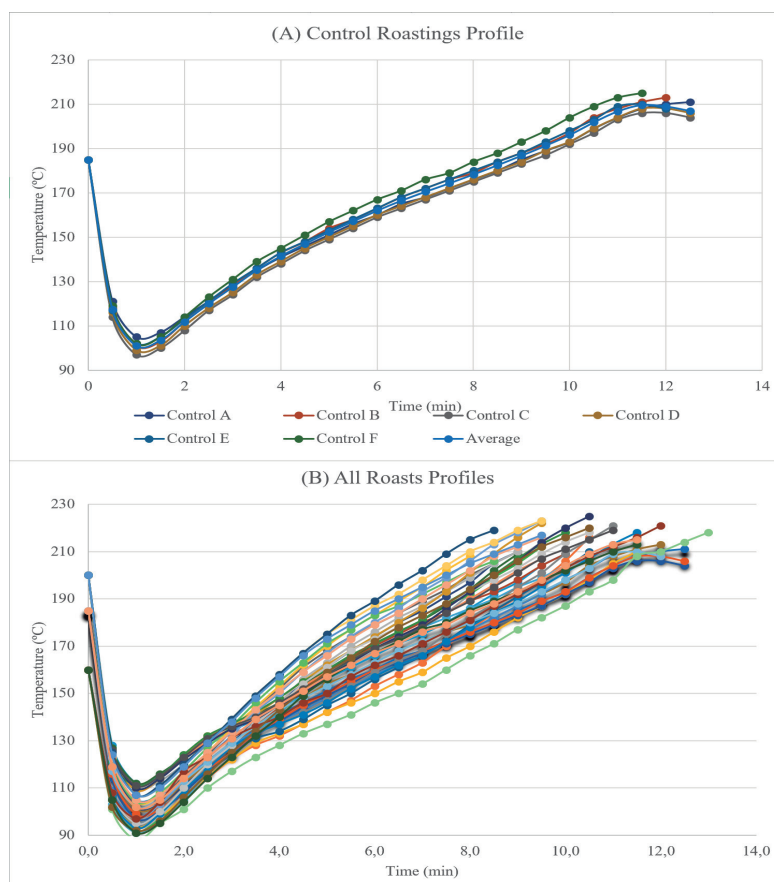 (A) Control Roastings Profile
230
210
190
170
150
130
110
90
Temperature (ºC)
0 2 4 6 8 10 12 14
Time (min)
Control A Control B Control C Control D
Control E Control F Average
(B) All Roasts Profiles
230
210
190
170
150
130
110
90
Temperature (ºC)
0,0 2,0 4,0 6,0 8,0 10,0 12,0 14,0
Time (min)